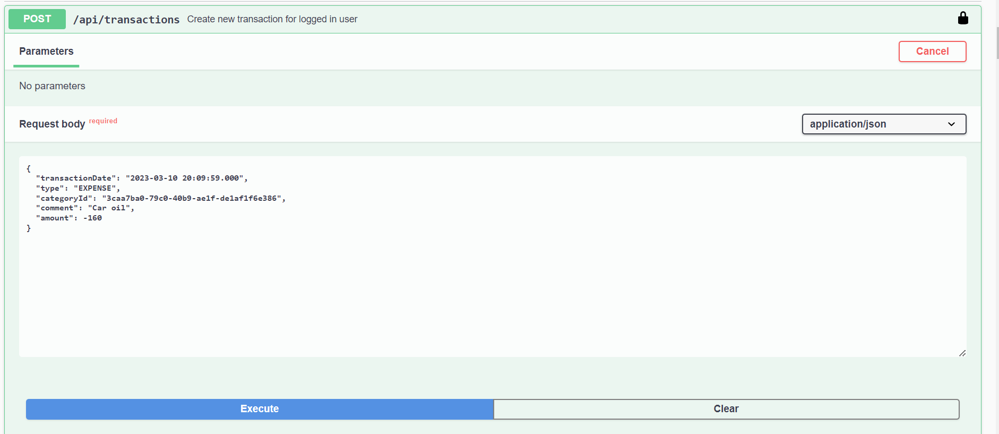 POST /api/transactions Create new transaction for logged in user
Parameters Cancel
No parameters
Request body required application/json
{
"transactionDate": "2023-03-10 20:09:59.000",
"type": "EXPENSE",
"categoryId": "3caa7ba0-79c0-40b9-ae1f-de1af1f6e386",
"comment": "Car oil",
"amount": -160
}
Execute Clear